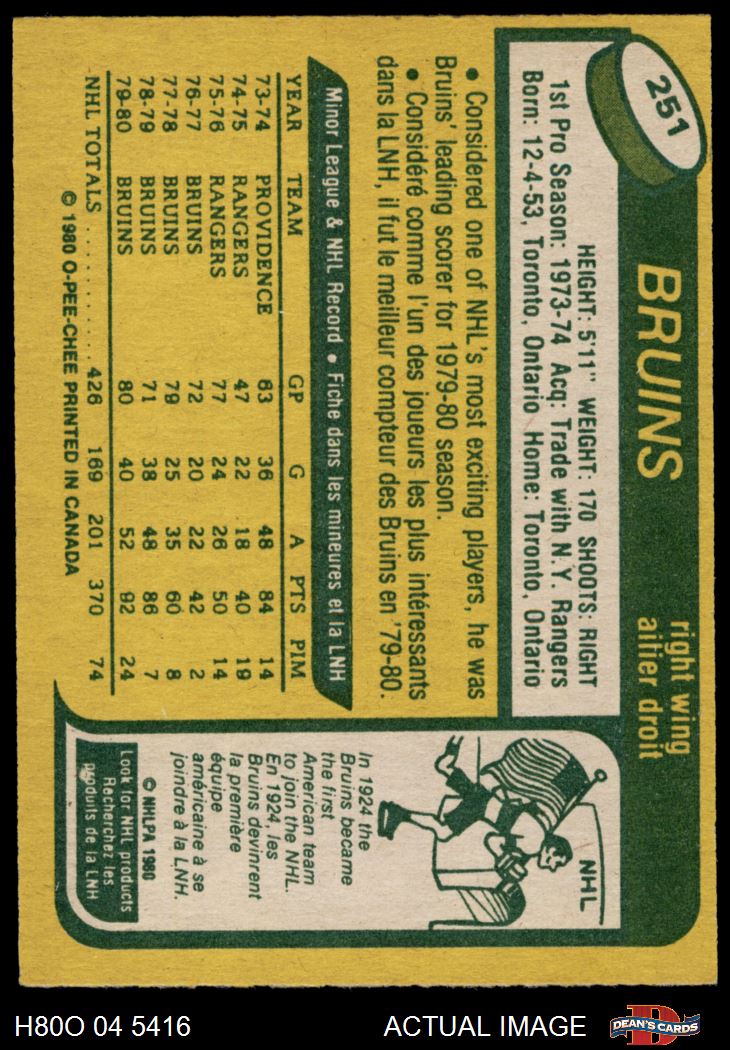 251
BRUINS
right wing
ailier droit
HEIGHT: 5'11" WEIGHT: 170 SHOOTS: RIGHT
1st Pro Season: 1973-74 Acq: Trade with N.Y. Rangers
Born: 12-4-53, Toronto, Ontario Home: Toronto, Ontario
• Considered one of NHL's most exciting players, he was
Bruins' leading scorer for 1979-80 season.
• Considéré comme l'un des joueurs les plus intéressants
dans la LNH, il fut le meilleur compteur des Bruins en '79-80.
Minor League & NHL Record • Fiche dans les mineures et la LNH
YEAR TEAM GP G A PTS PIM
73-74 PROVIDENCE 63 36 48 84 14
74-75 RANGERS 47 22 18 40 19
75-76 RANGERS 77 24 26 50 14
76-77 BRUINS 72 20 22 42 2
77-78 BRUINS 79 25 35 60 8
78-79 BRUINS 71 38 48 86 7
79-80 BRUINS 80 40 52 92 24
NHL TOTALS ......... 426 169 201 370 74
© 1980 O-PEE-CHEE PRINTED IN CANADA
NHL
In 1924 the
Bruins became
the first
American team
to join the NHL.
En 1924, les
Bruins devinrent
la première
équipe
américaine à se
joindre à la LNH.
© NHLPA 1980
Look for NHL products
Recherchez les
produits de la LNH
H80O 04 5416 ACTUAL IMAGE
DEAN'S CARDS